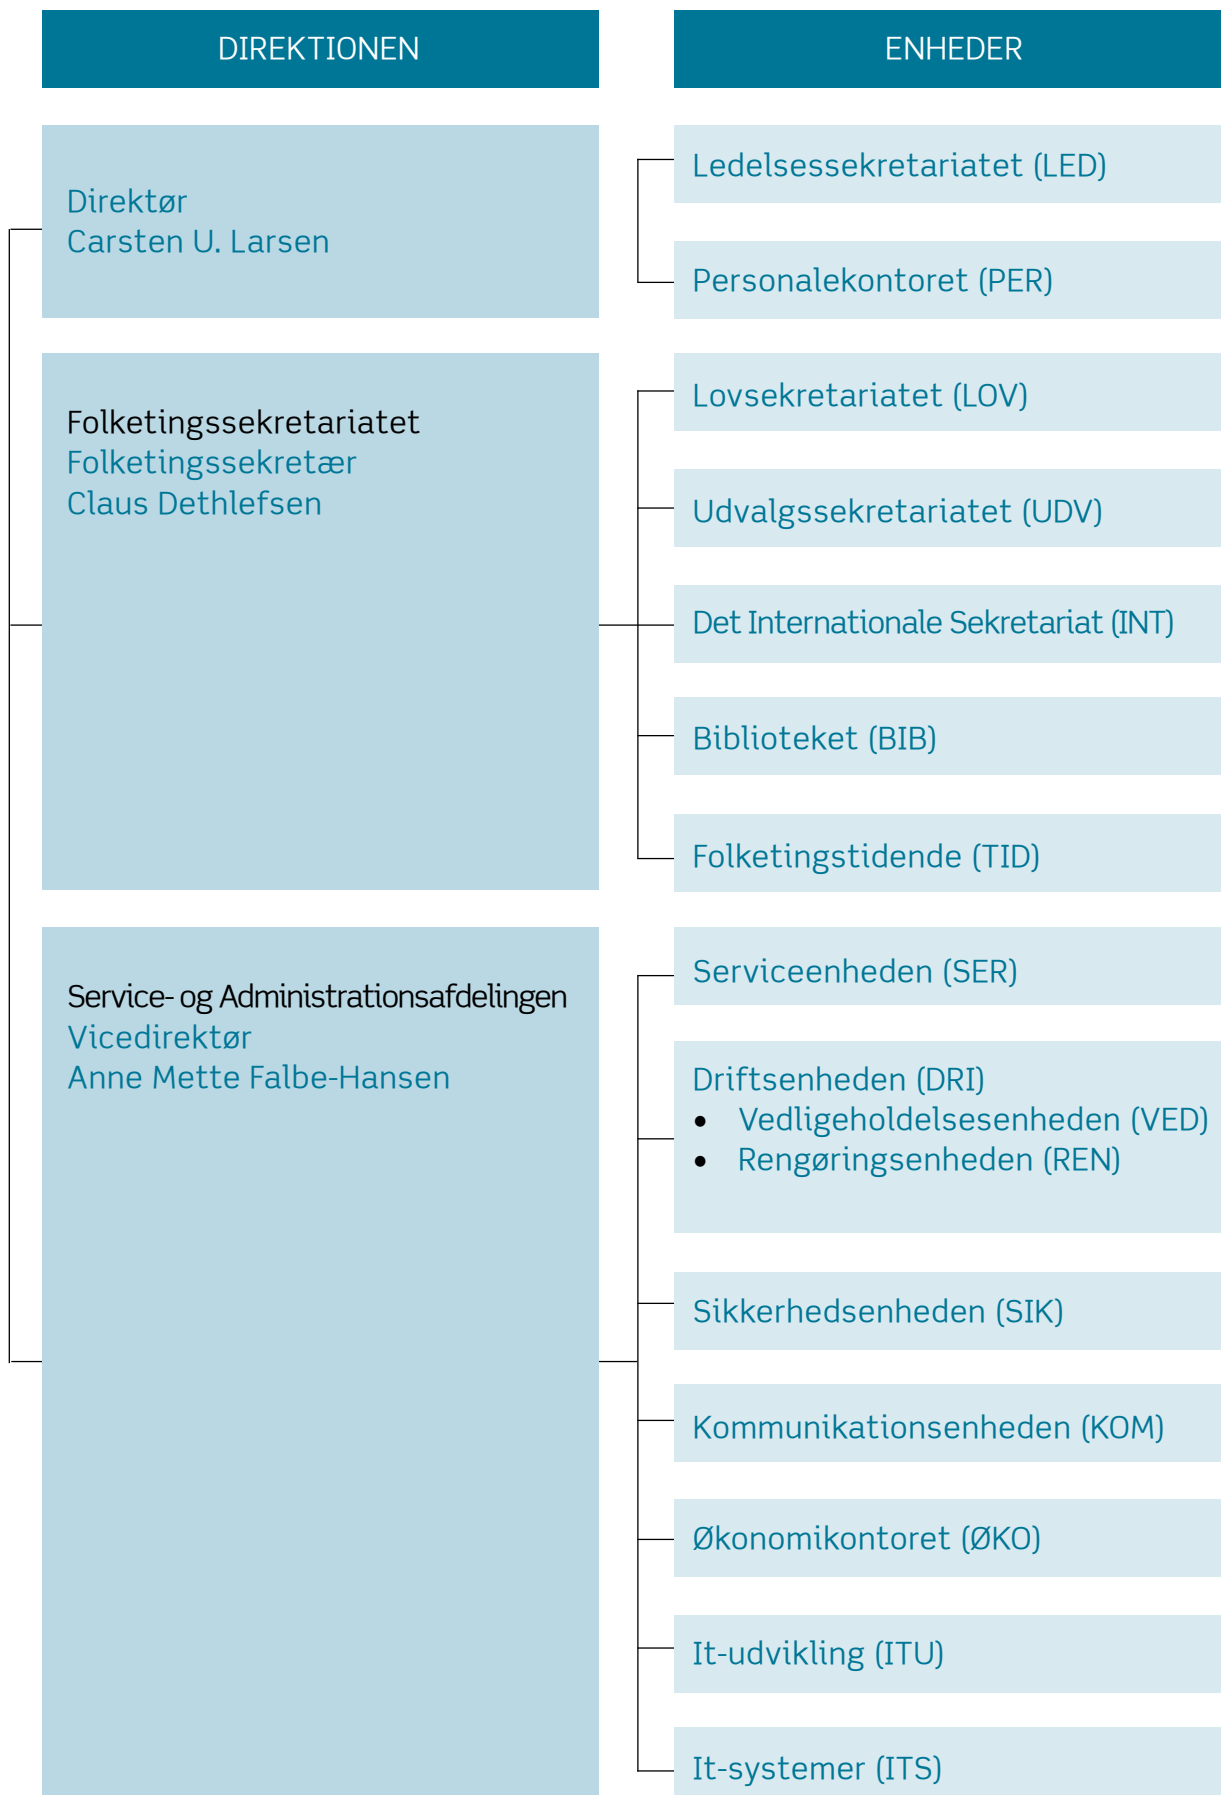 DIREKTIONEN
ENHEDER
Direktør
Carsten U. Larsen
Ledelsessekretariatet (LED)
Personalekontoret (PER)
Folketingssekretariatet
Folketingssekretær
Claus Dethlefsen
Lovsekretariatet (LOV)
Udvalgssekretariatet (UDV)
Det Internationale Sekretariat (INT)
Biblioteket (BIB)
Folketingstidende (TID)
Service- og Administrationsafdelingen
Vicedirektør
Anne Mette Falbe-Hansen
Serviceenheden (SER)
Driftsenheden (DRI)
• Vedligeholdelsesenheden (VED)
• Rengøringsenheden (REN)
Sikkerhedsenheden (SIK)
Kommunikationsenheden (KOM)
Økonomikontoret (ØKO)
It-udvikling (ITU)
It-systemer (ITS)